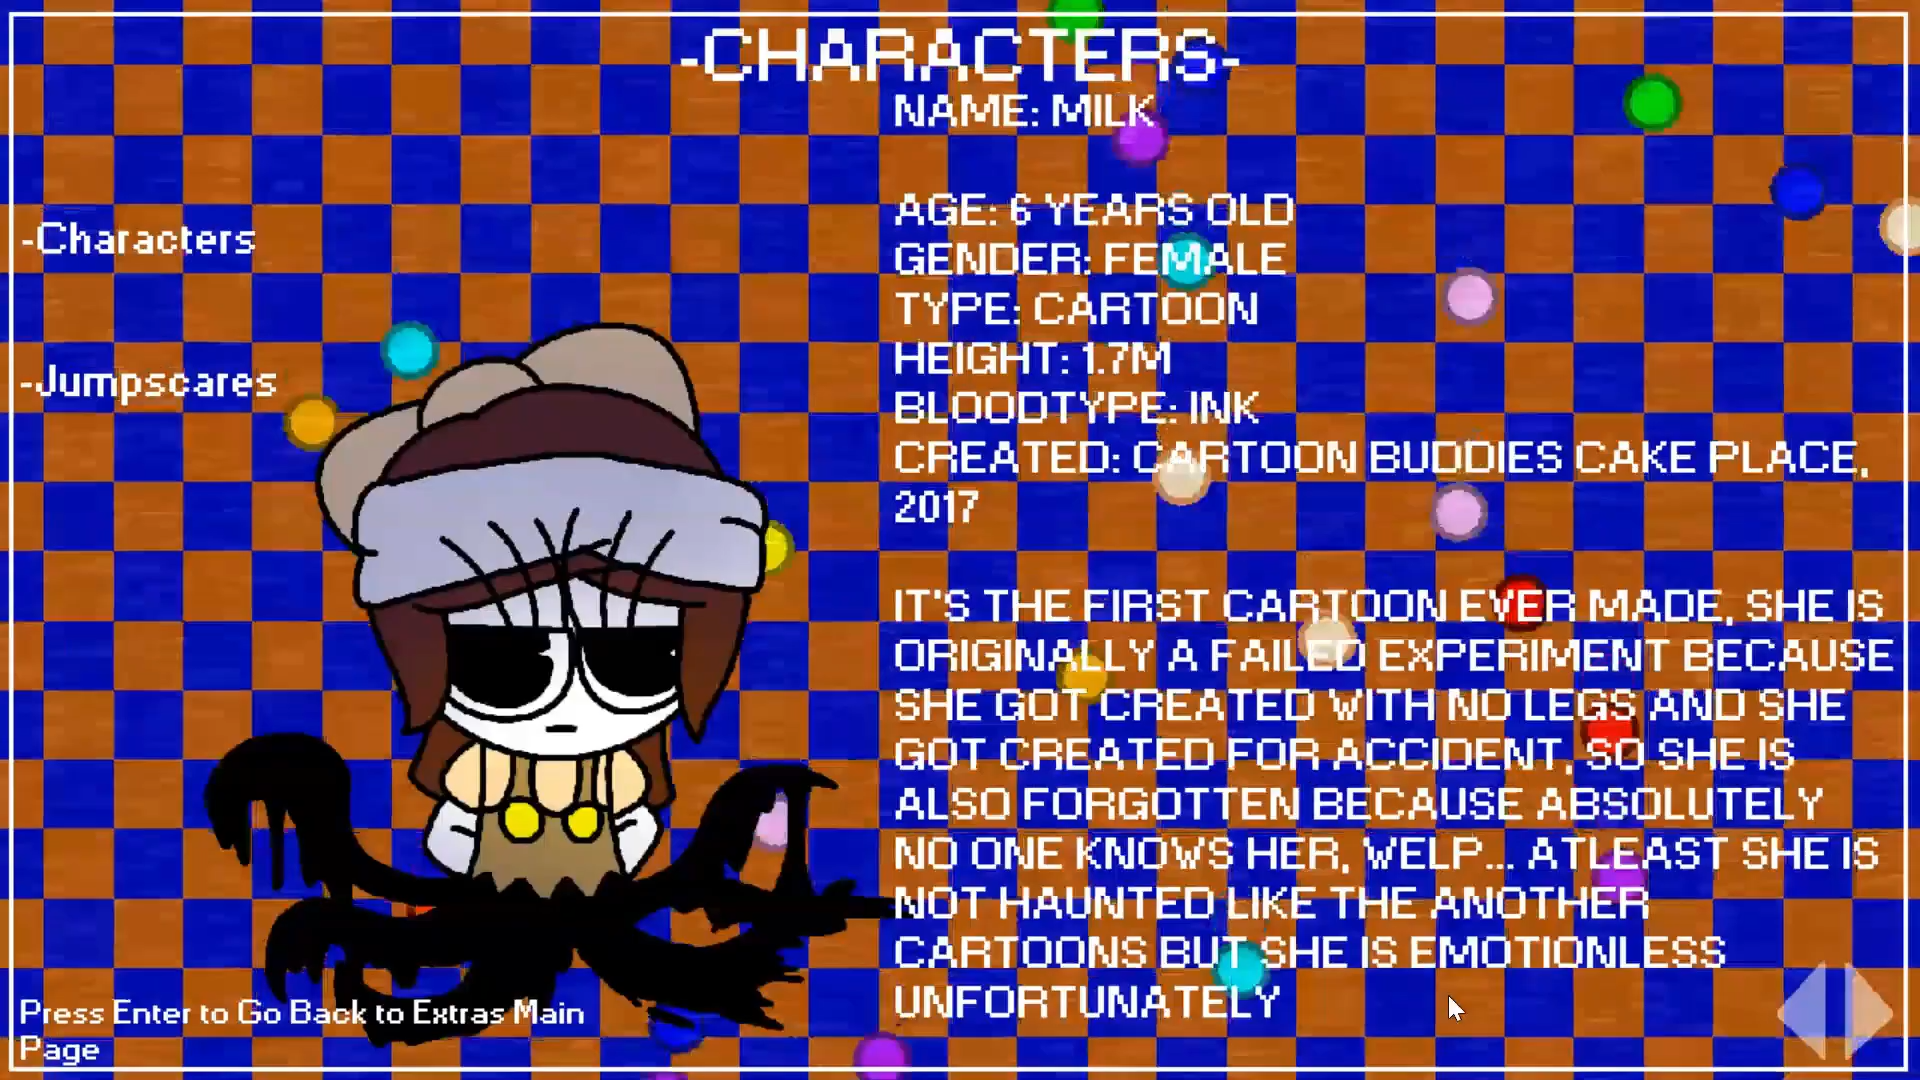 -CHARACTERS-
NAME: MILK
AGE: 6 YEARS OLD
-Characters
GENDER: FEMALE
TYPE: CARTOON
HEIGHT: 1.7M
-Jumpscares
BLOODTYPE: INK
CREATED: CARTOON BUDDIES CAKE PLACE,
2017
IT'S THE FIRST CARTOON EVER MADE, SHE IS
ORIGINALLY A FAILED EXPERIMENT BECAUSE
SHE GOT CREATED WITH NO LEGS AND SHE
GOT CREATED FOR ACCIDENT, SO SHE IS
ALSO FORGOTTEN BECAUSE ABSOLUTELY
NO ONE KNOWS HER, WELP... ATLEAST SHE IS
NOT HAUNTED LIKE THE ANOTHER
CARTOONS BUT SHE IS EMOTIONLESS
UNFORTUNATELY
Press Enter to Go Back to Extras Main
Page